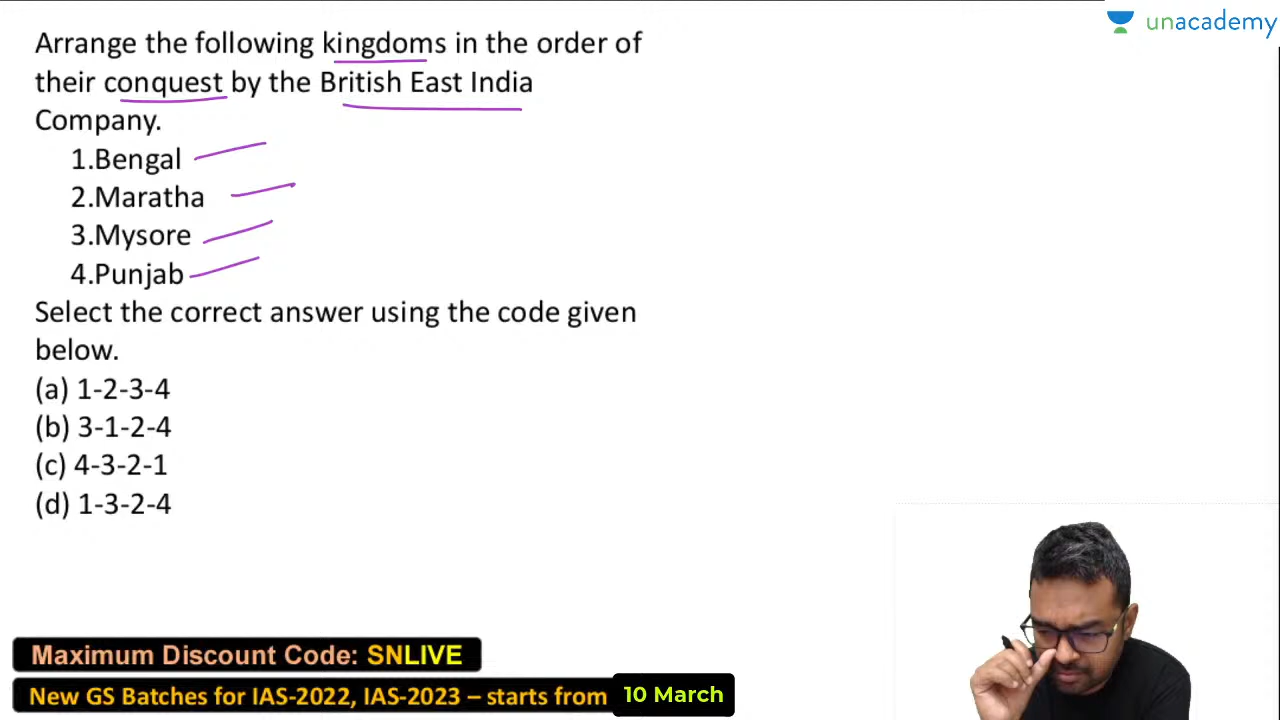 unacademy
Arrange the following kingdoms in the order of
their conquest by the British East India
Company.
1.Bengal
2.Maratha
3.Mysore
4.Punjab
Select the correct answer using the code given
below.
(a) 1-2-3-4
(b) 3-1-2-4
(c) 4-3-2-1
(d) 1-3-2-4
Maximum Discount Code: SNLIVE
New GS Batches for IAS-2022, IAS-2023 – starts from 10 March